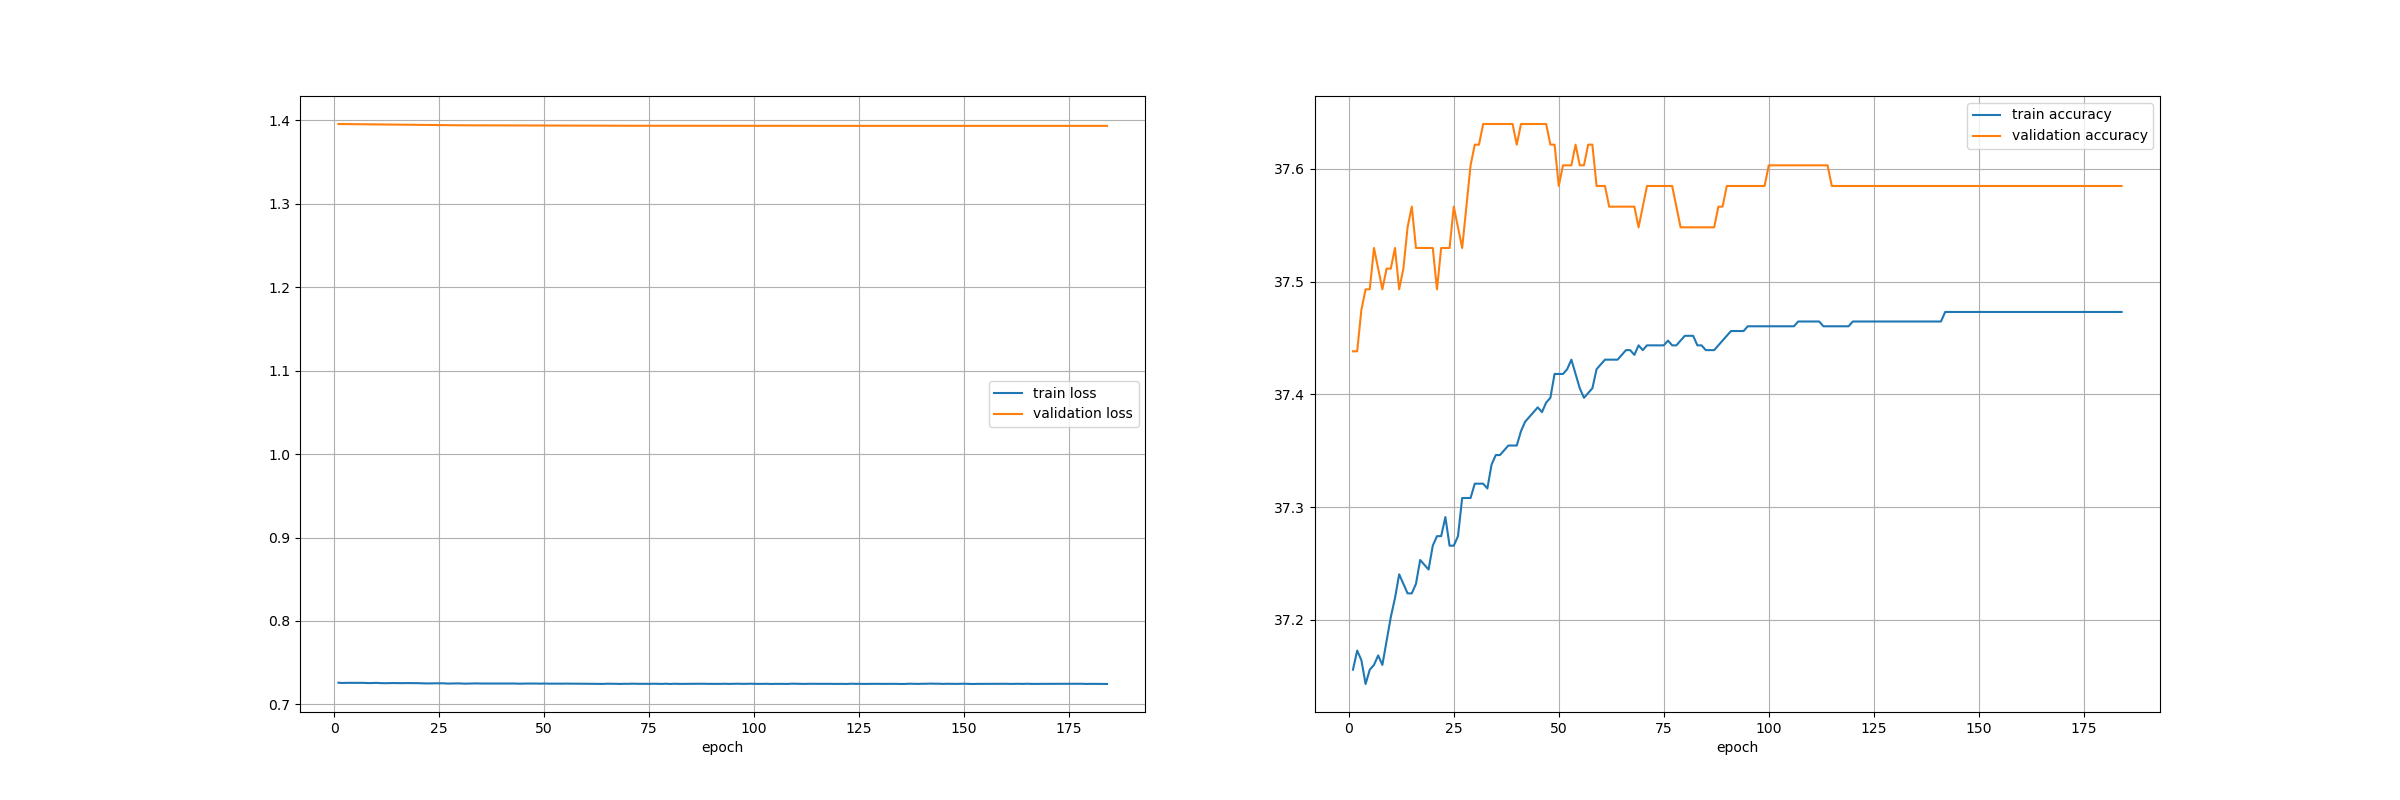 1.4
1.3
1.2
1.1
1.0
0.9
0.8
0.7
train loss
validation loss
0 25 50 75 100 125 150 175
epoch
37.6
37.5
37.4
37.3
37.2
train accuracy
validation accuracy
0 25 50 75 100 125 150 175
epoch